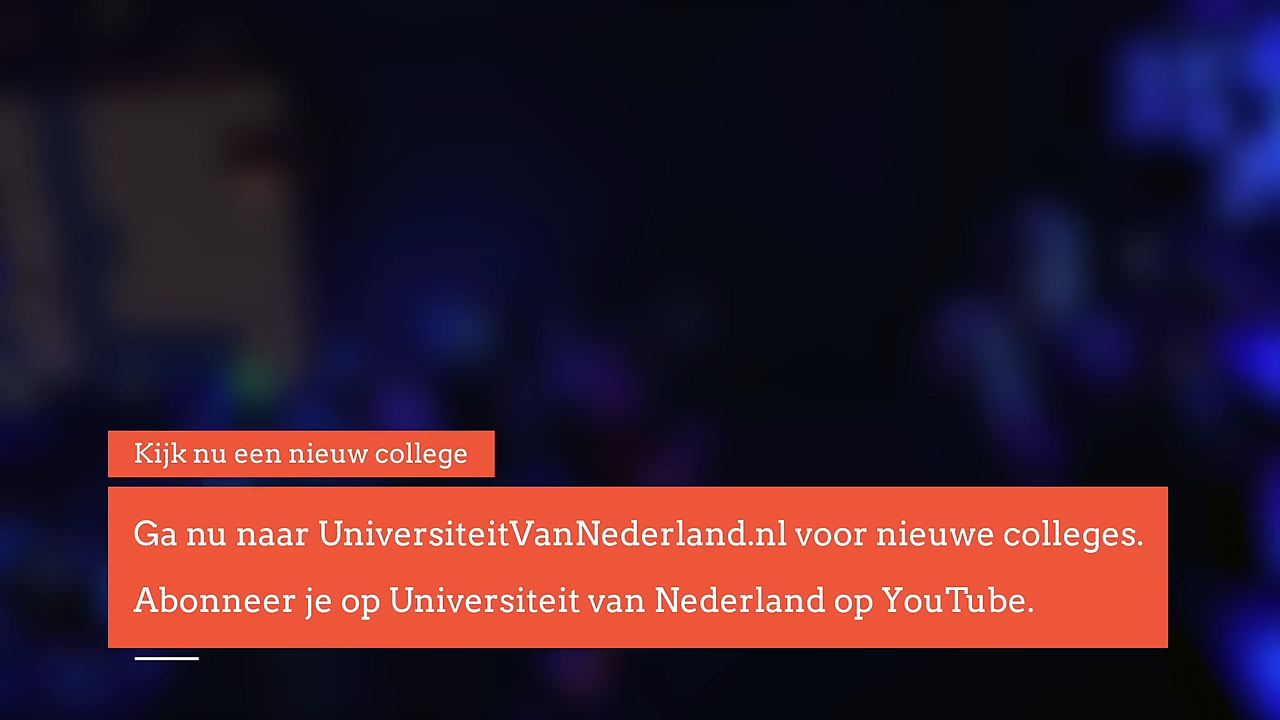 Kijk nu een nieuw college
Ga nu naar UniversiteitVanNederland.nl voor nieuwe colleges.
Abonneer je op Universiteit van Nederland op YouTube.